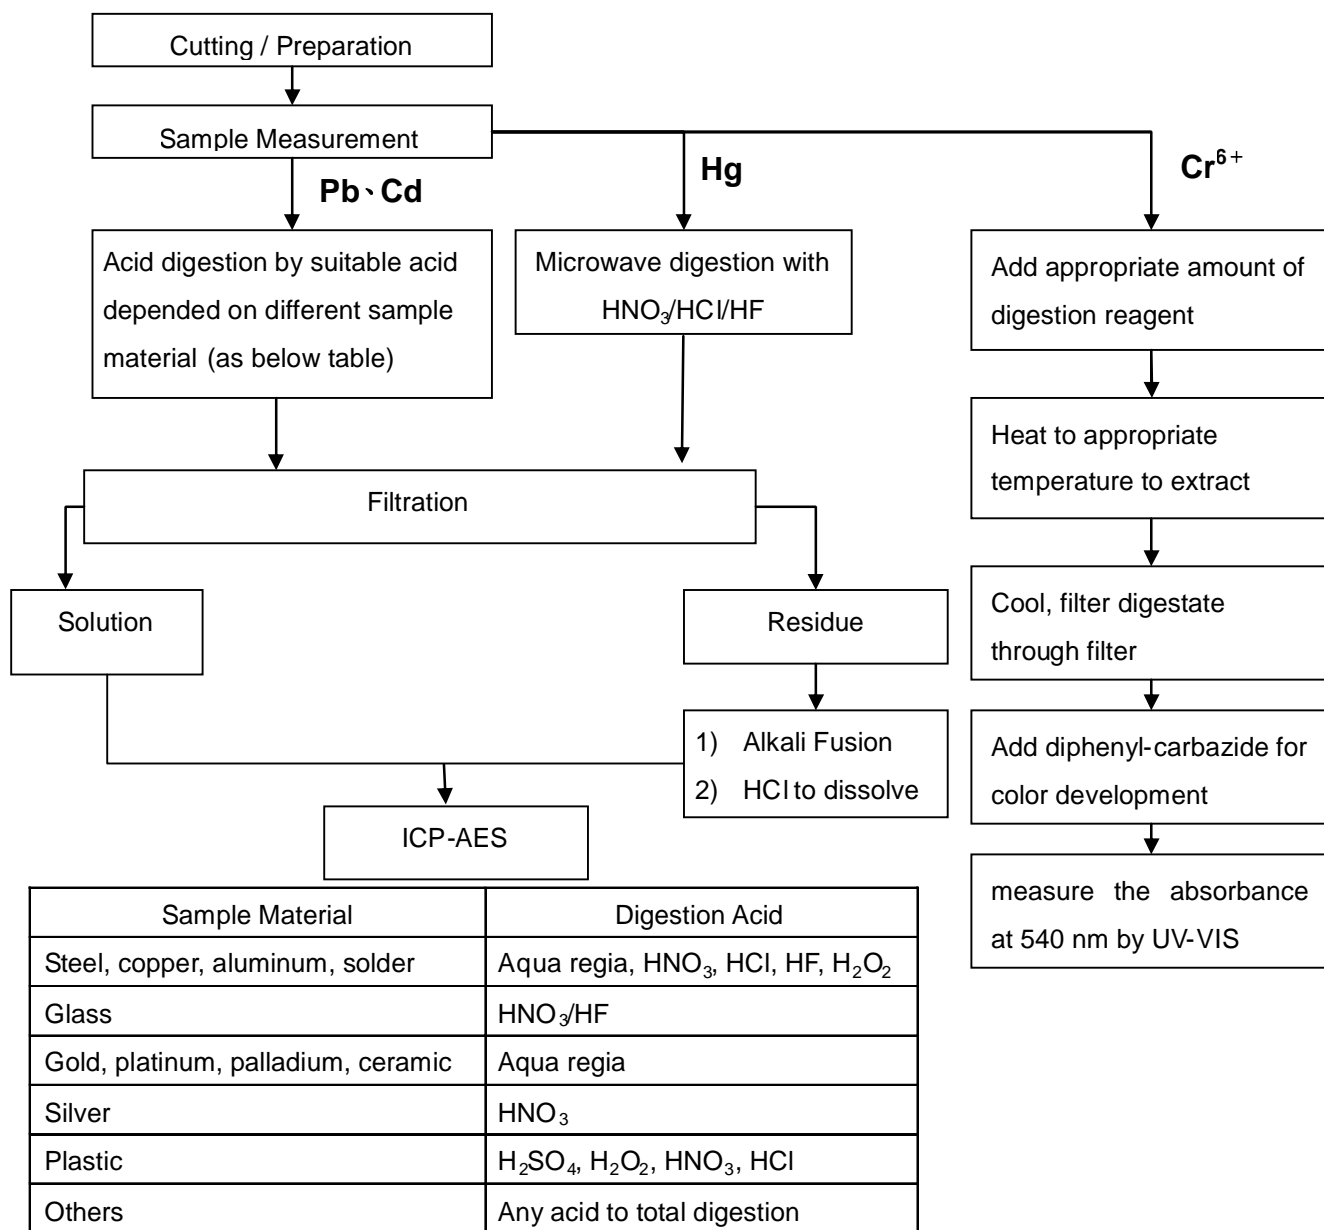 Cutting / Preparation
Sample Measurement
Pb、Cd
Hg
Cr⁶⁺
Acid digestion by suitable acid
depended on different sample
material (as below table)
Microwave digestion with
HNO₃/HCl/HF
Add appropriate amount of
digestion reagent
Heat to appropriate
temperature to extract
Filtration
Solution
Residue
Cool, filter digestate
through filter
1) Alkali Fusion
2) HCl to dissolve
Add diphenyl-carbazide for
color development
ICP-AES
measure the absorbance
at 540 nm by UV-VIS
Sample Material Digestion Acid
Steel, copper, aluminum, solder Aqua regia, HNO₃, HCl, HF, H₂O₂
Glass HNO₃/HF
Gold, platinum, palladium, ceramic Aqua regia
Silver HNO₃
Plastic H₂SO₄, H₂O₂, HNO₃, HCl
Others Any acid to total digestion